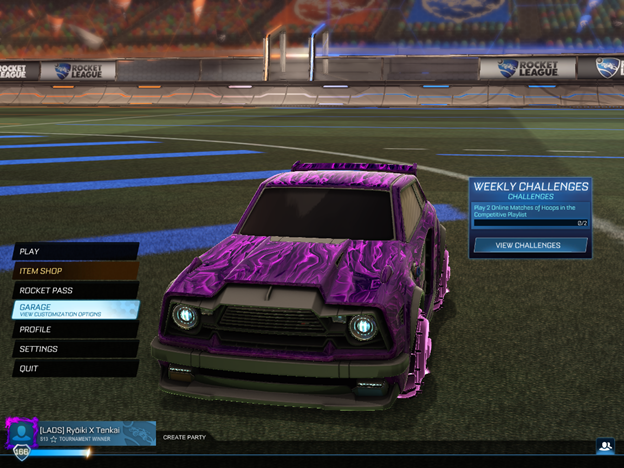 ROCKET
LEAGUE
ROCKET
LEAGUE
ROCKET
LEAGUE
WEEKLY CHALLENGES
CHALLENGES
Play 2 Online Matches of Hoops in the
Competitive Playlist
0/2
VIEW CHALLENGES
PLAY
ITEM SHOP
ROCKET PASS
GARAGE
VIEW CUSTOMIZATION OPTIONS
PROFILE
SETTINGS
QUIT
[LADS] Ryōiki X Tenkai
S13 TOURNAMENT WINNER
166
CREATE PARTY